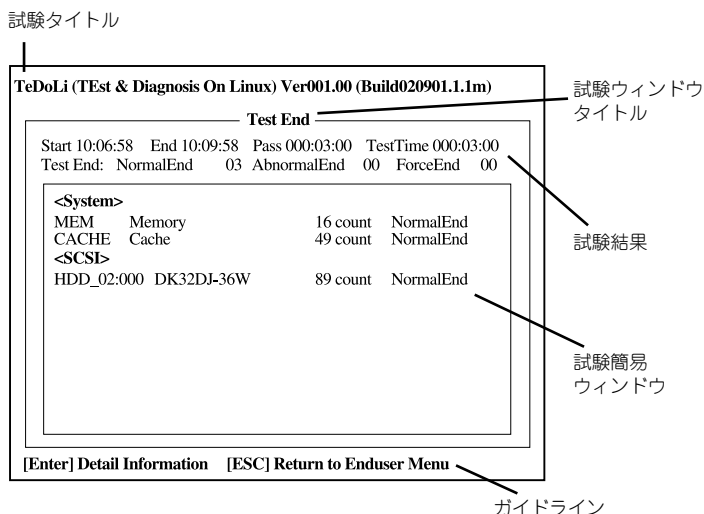 試験タイトル
TeDoLi (TEst & Diagnosis On Linux) Ver001.00 (Build020901.1.1m)
試験ウィンドウ
タイトル
Test End
Start 10:06:58 End 10:09:58 Pass 000:03:00 TestTime 000:03:00
Test End: NormalEnd 03 AbnormalEnd 00 ForceEnd 00
試験結果
<System>
MEM Memory 16 count NormalEnd
CACHE Cache 49 count NormalEnd
<SCSI>
HDD_02:000 DK32DJ-36W 89 count NormalEnd
試験簡易
ウィンドウ
[Enter] Detail Information [ESC] Return to Enduser Menu
ガイドライン